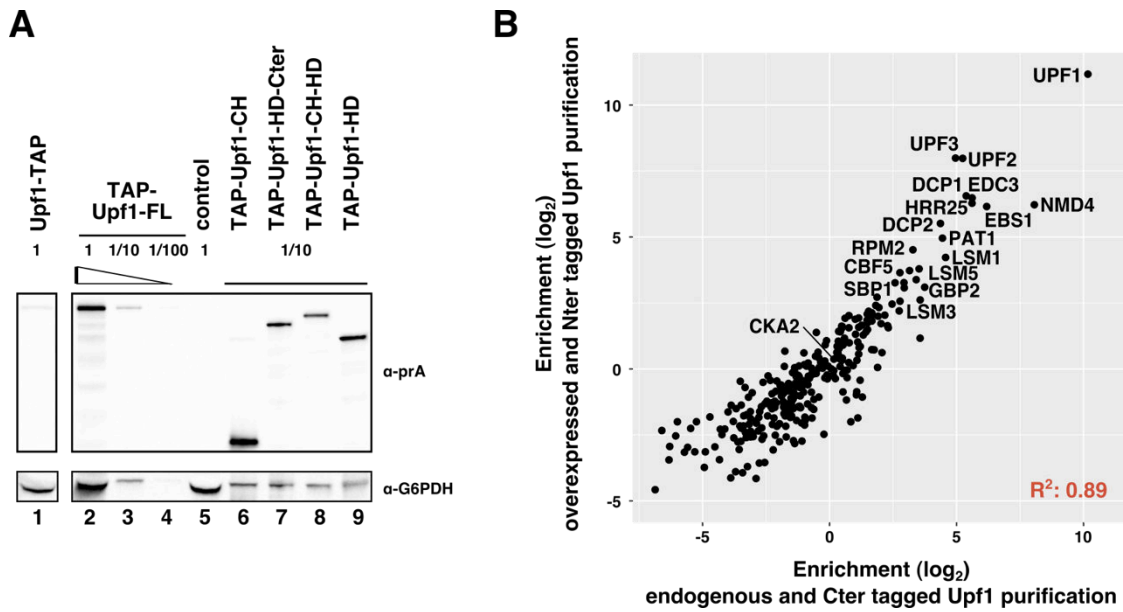 A
Upf1-TAP
TAP-
Upf1-FL
control
TAP-Upf1-CH
TAP-Upf1-HD-Cter
TAP-Upf1-CH-HD
TAP-Upf1-HD
1
1 1/10 1/100
1
1/10
α-prA
α-G6PDH
1 2 3 4 5 6 7 8 9
B
Enrichment (log2)
overexpressed and Nter tagged Upf1 purification
10
5
0
-5
UPF1
UPF3
UPF2
DCP1
EDC3
HRR25
NMD4
EBS1
DCP2
PAT1
RPM2
LSM1
CBF5
LSM5
SBP1
GBP2
LSM3
CKA2
R2: 0.89
-5 0 5 10
Enrichment (log2)
endogenous and Cter tagged Upf1 purification